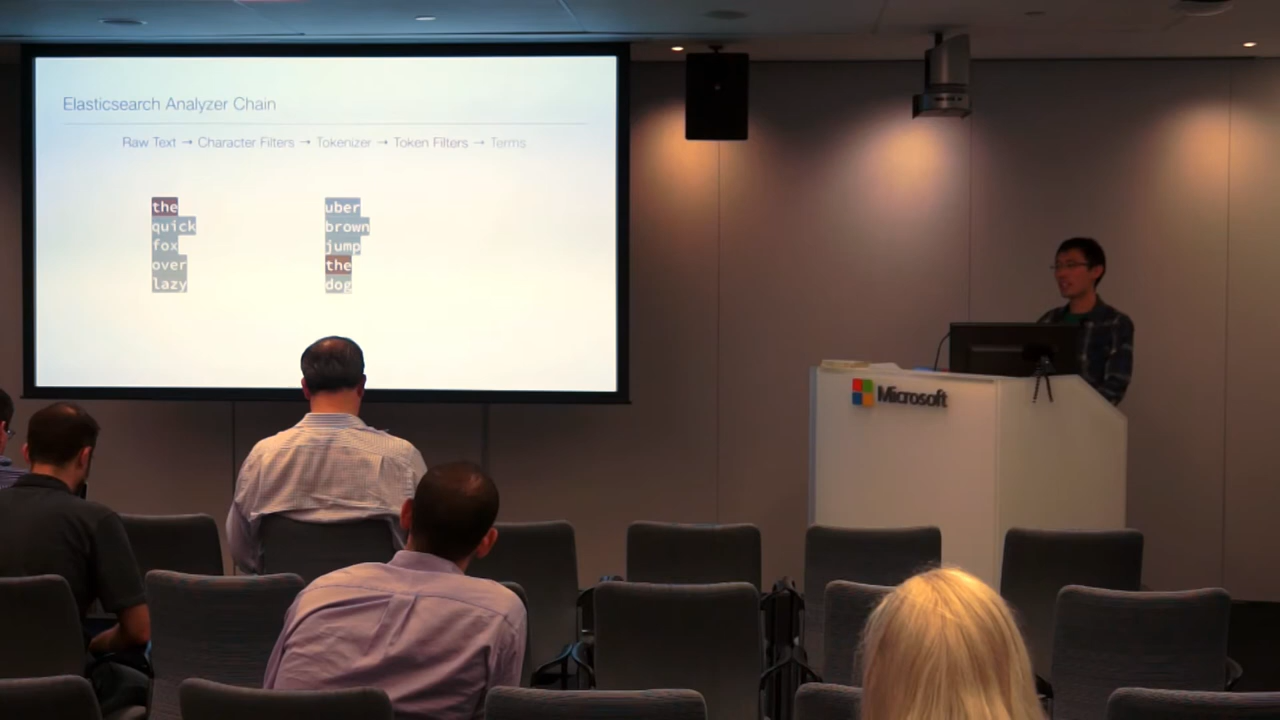 Elasticsearch Analyzer Chain
Raw Text → Character Filters → Tokenizer → Token Filters → Terms
the uber
quick brown
fox jump
over the
lazy dog
Microsoft